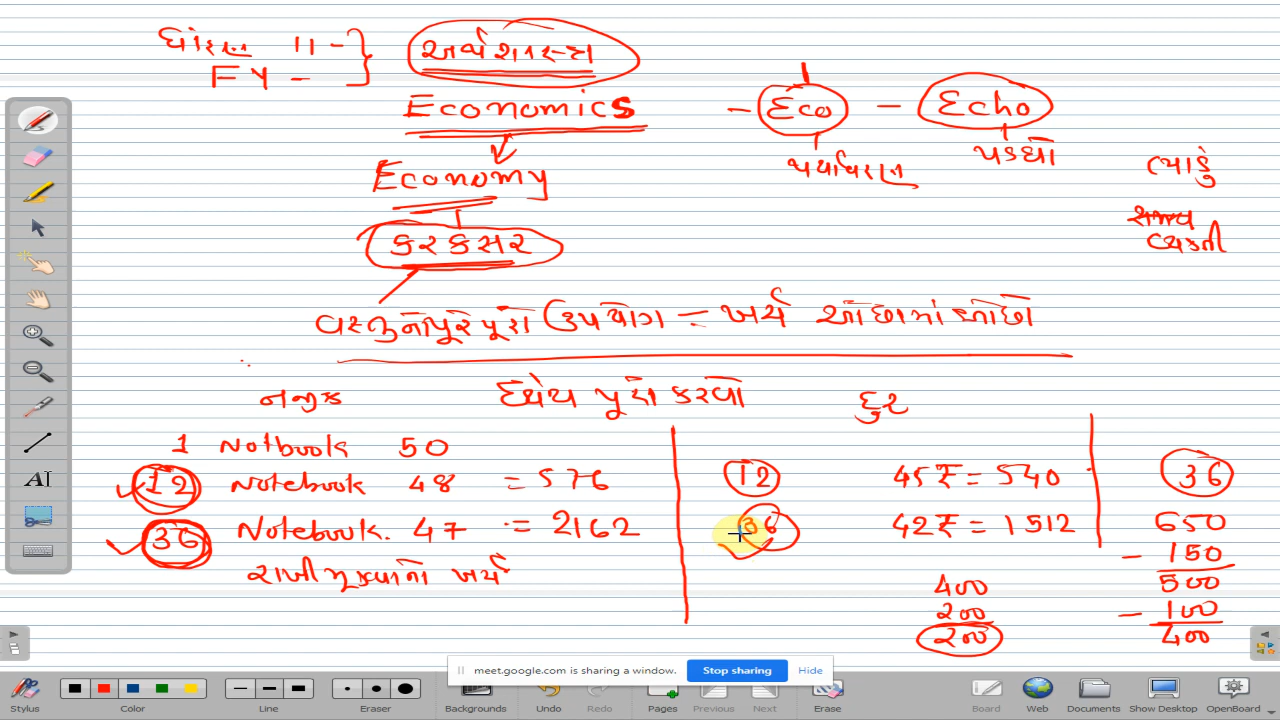 ધોરણ 11 -
FY -
અર્થશાસ્ત્ર
Economics - Eco - Echo
પર્યાવરણ
પડઘો
Economy
કરકસર
વસ્તુનો પૂરેપૂરો ઉપયોગ = ખર્ચ ઓછામાં ઓછો
નજીક ધ્યેય પૂરો કરવો દુર
1 Notbook 50
12 Notebook 48 = 576
36 Notebook. 47 = 2162
રાખી મૂકવાનો ખર્ચ
12 45₹ = 540
36 42₹ = 1512
400
200
200
36
650
- 150
500
- 100
400
meet.google.com is sharing a window. Stop sharing Hide
Stylus Color Line Eraser Backgrounds Undo Redo Pages Previous Next Erase Board Web Documents Show Desktop OpenBoard